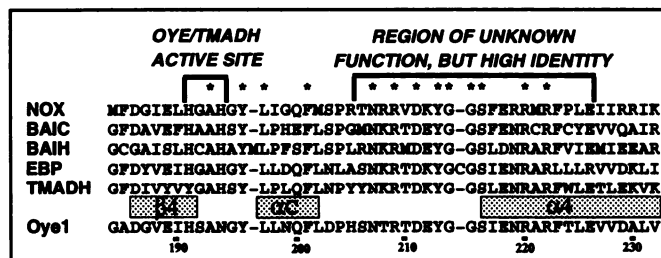 OYE/TMADH
ACTIVE SITE
REGION OF UNKNOWN
FUNCTION, BUT HIGH IDENTITY
* * * * * * * * * * * *
NOX MFDGIELHGAHGY-LIGQFMSPRTNRRVDKYG-GSFERRMRFPLEIIRRIK
BAIC GFDAVEFHAAHSY-LPHEFLSPGMNKRTDEYG-GSFENRCRFCYEVVQAIR
BAIH GCGAISLHCAHAYMLPFSFLSPLRNKRMDEYG-GSLDNRARFVIEMIEEAR
EBP GFDYVEIHGAHGY-LLDQFLNLASNKRTDKYGCGSIENRARLLLRVVDKLI
TMADH GFDIVYVYGAHSY-LPLQFLNPYYNKRTDKYG-GSLENRARFWLETLEKVK
β4 αC α4
Oye1 GADGVEIHSANGY-LLNQFLDPHSNTRTDEYG-GSIENRARFTLEVVDALV
190 200 210 220 230